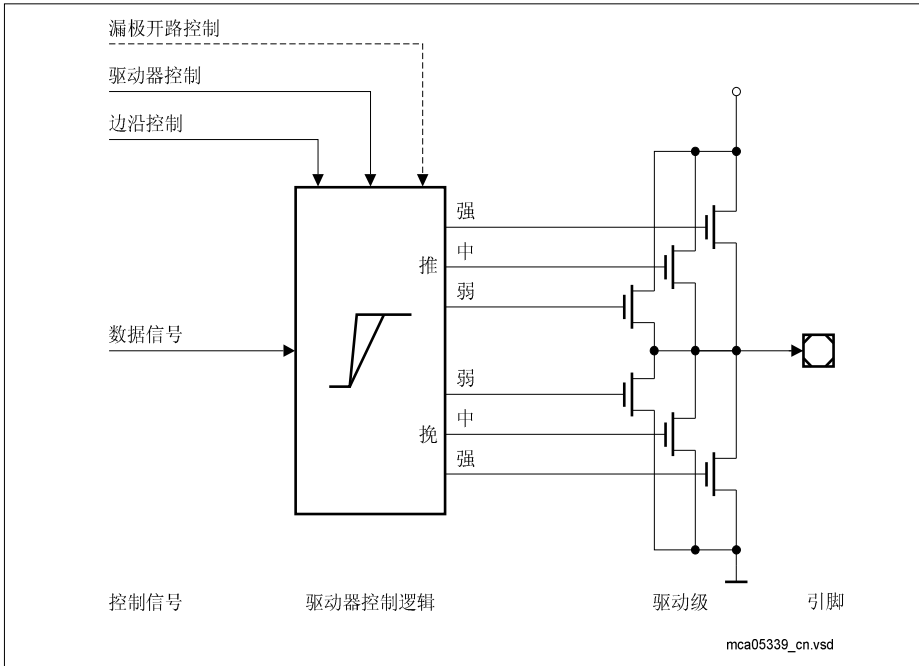 漏极开路控制
驱动器控制
边沿控制
强
中
推
弱
数据信号
弱
中
挽
强
控制信号 驱动器控制逻辑 驱动级 引脚
mca05339_cn.vsd